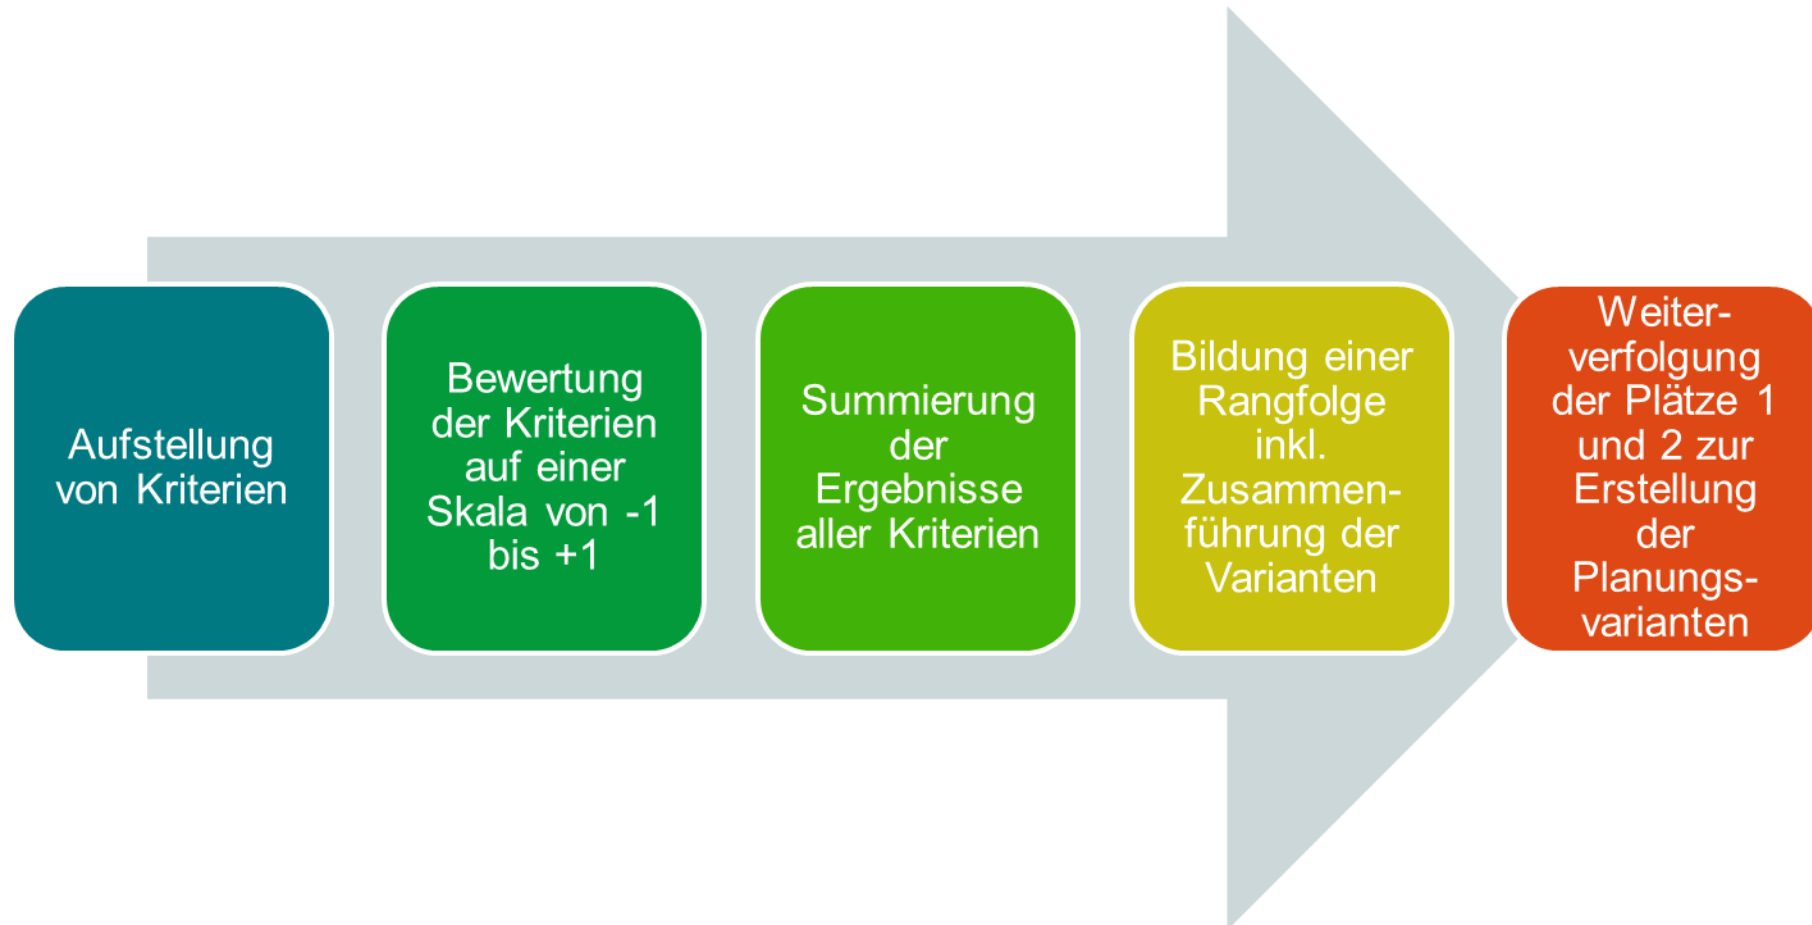 Aufstellung
von Kriterien
Bewertung
der Kriterien
auf einer
Skala von -1
bis +1
Summierung
der
Ergebnisse
aller Kriterien
Bildung einer
Rangfolge
inkl.
Zusammen-
führung der
Varianten
Weiter-
verfolgung
der Plätze 1
und 2 zur
Erstellung
der
Planungs-
varianten